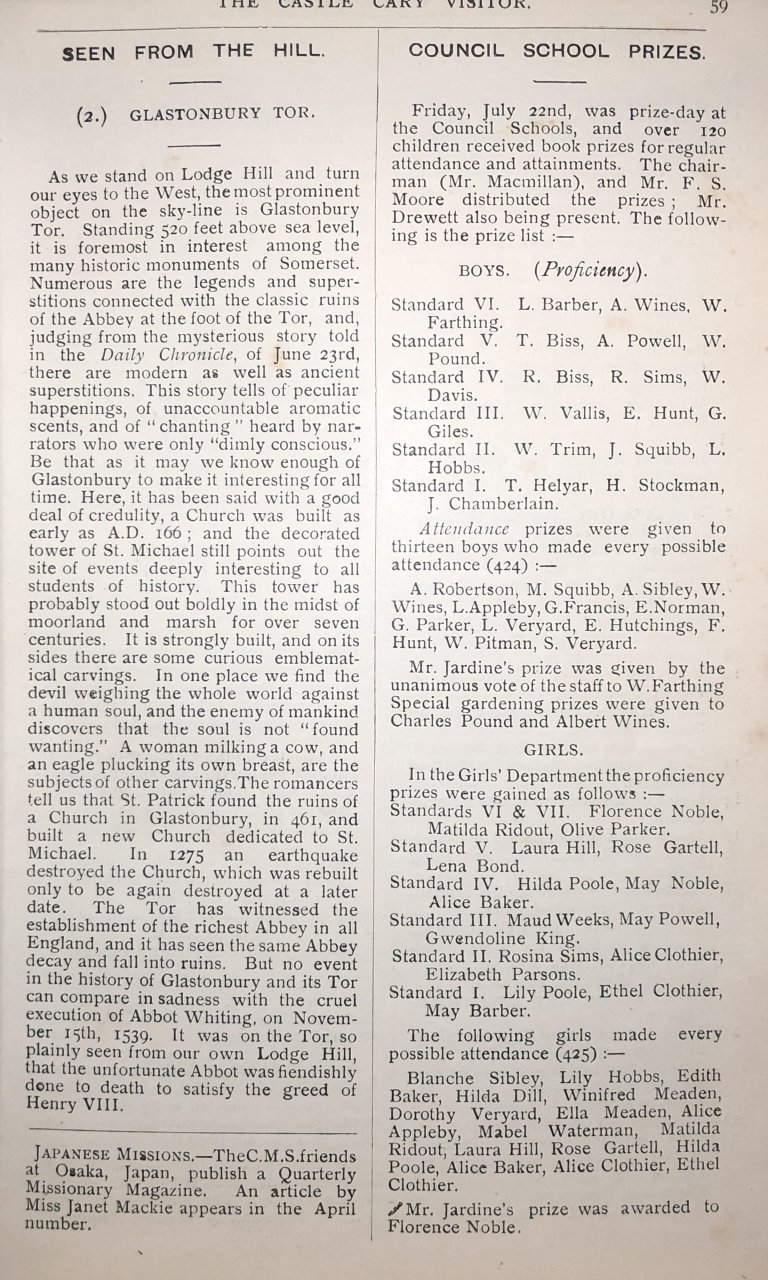 THE CASTLE CARY VISITOR. 59
SEEN FROM THE HILL.
(2.) GLASTONBURY TOR.
As we stand on Lodge Hill and turn
our eyes to the West, the most prominent
object on the sky-line is Glastonbury
Tor. Standing 520 feet above sea level,
it is foremost in interest among the
many historic monuments of Somerset.
Numerous are the legends and super-
stitions connected with the classic ruins
of the Abbey at the foot of the Tor, and,
judging from the mysterious story told
in the Daily Chronicle, of June 23rd,
there are modern as well as ancient
superstitions. This story tells of peculiar
happenings, of unaccountable aromatic
scents, and of "chanting" heard by nar-
rators who were only "dimly conscious."
Be that as it may we know enough of
Glastonbury to make it interesting for all
time. Here, it has been said with a good
deal of credulity, a Church was built as
early as A.D. 166; and the decorated
tower of St. Michael still points out the
site of events deeply interesting to all
students of history. This tower has
probably stood out boldly in the midst of
moorland and marsh for over seven
centuries. It is strongly built, and on its
sides there are some curious emblemat-
ical carvings. In one place we find the
devil weighing the whole world against
a human soul, and the enemy of mankind
discovers that the soul is not "found
wanting." A woman milking a cow, and
an eagle plucking its own breast, are the
subjects of other carvings. The romancers
tell us that St. Patrick found the ruins of
a Church in Glastonbury, in 461, and
built a new Church dedicated to St.
Michael. In 1275 an earthquake
destroyed the Church, which was rebuilt
only to be again destroyed at a later
date. The Tor has witnessed the
establishment of the richest Abbey in all
England, and it has seen the same Abbey
decay and fall into ruins. But no event
in the history of Glastonbury and its Tor
can compare in sadness with the cruel
execution of Abbot Whiting, on Novem-
ber 15th, 1539. It was on the Tor, so
plainly seen from our own Lodge Hill,
that the unfortunate Abbot was fiendishly
done to death to satisfy the greed of
Henry VIII.
JAPANESE MISSIONS.—The C.M.S. friends
at Osaka, Japan, publish a Quarterly
Missionary Magazine. An article by
Miss Janet Mackie appears in the April
number.
COUNCIL SCHOOL PRIZES.
Friday, July 22nd, was prize-day at
the Council Schools, and over 120
children received book prizes for regular
attendance and attainments. The chair-
man (Mr. Macmillan), and Mr. F. S.
Moore distributed the prizes; Mr.
Drewett also being present. The follow-
ing is the prize list :—
BOYS. (Proficiency).
Standard VI. L. Barber, A. Wines, W.
Farthing.
Standard V. T. Biss, A. Powell, W.
Pound.
Standard IV. R. Biss, R. Sims, W.
Davis.
Standard III. W. Vallis, E. Hunt, G.
Giles.
Standard II. W. Trim, J. Squibb, L.
Hobbs.
Standard I. T. Helyar, H. Stockman,
J. Chamberlain.
Attendance prizes were given to
thirteen boys who made every possible
attendance (424) :—
A. Robertson, M. Squibb, A. Sibley, W.
Wines, L. Appleby, G. Francis, E. Norman,
G. Parker, L. Veryard, E. Hutchings, F.
Hunt, W. Pitman, S. Veryard.
Mr. Jardine's prize was given by the
unanimous vote of the staff to W. Farthing
Special gardening prizes were given to
Charles Pound and Albert Wines.
GIRLS.
In the Girls' Department the proficiency
prizes were gained as follows :—
Standards VI & VII. Florence Noble,
Matilda Ridout, Olive Parker.
Standard V. Laura Hill, Rose Gartell,
Lena Bond.
Standard IV. Hilda Poole, May Noble,
Alice Baker.
Standard III. Maud Weeks, May Powell,
Gwendoline King.
Standard II. Rosina Sims, Alice Clothier,
Elizabeth Parsons.
Standard I. Lily Poole, Ethel Clothier,
May Barber.
The following girls made every
possible attendance (425) :—
Blanche Sibley, Lily Hobbs, Edith
Baker, Hilda Dill, Winifred Meaden,
Dorothy Veryard, Ella Meaden, Alice
Appleby, Mabel Waterman, Matilda
Ridout, Laura Hill, Rose Gartell, Hilda
Poole, Alice Baker, Alice Clothier, Ethel
Clothier.
Mr. Jardine's prize was awarded to
Florence Noble.